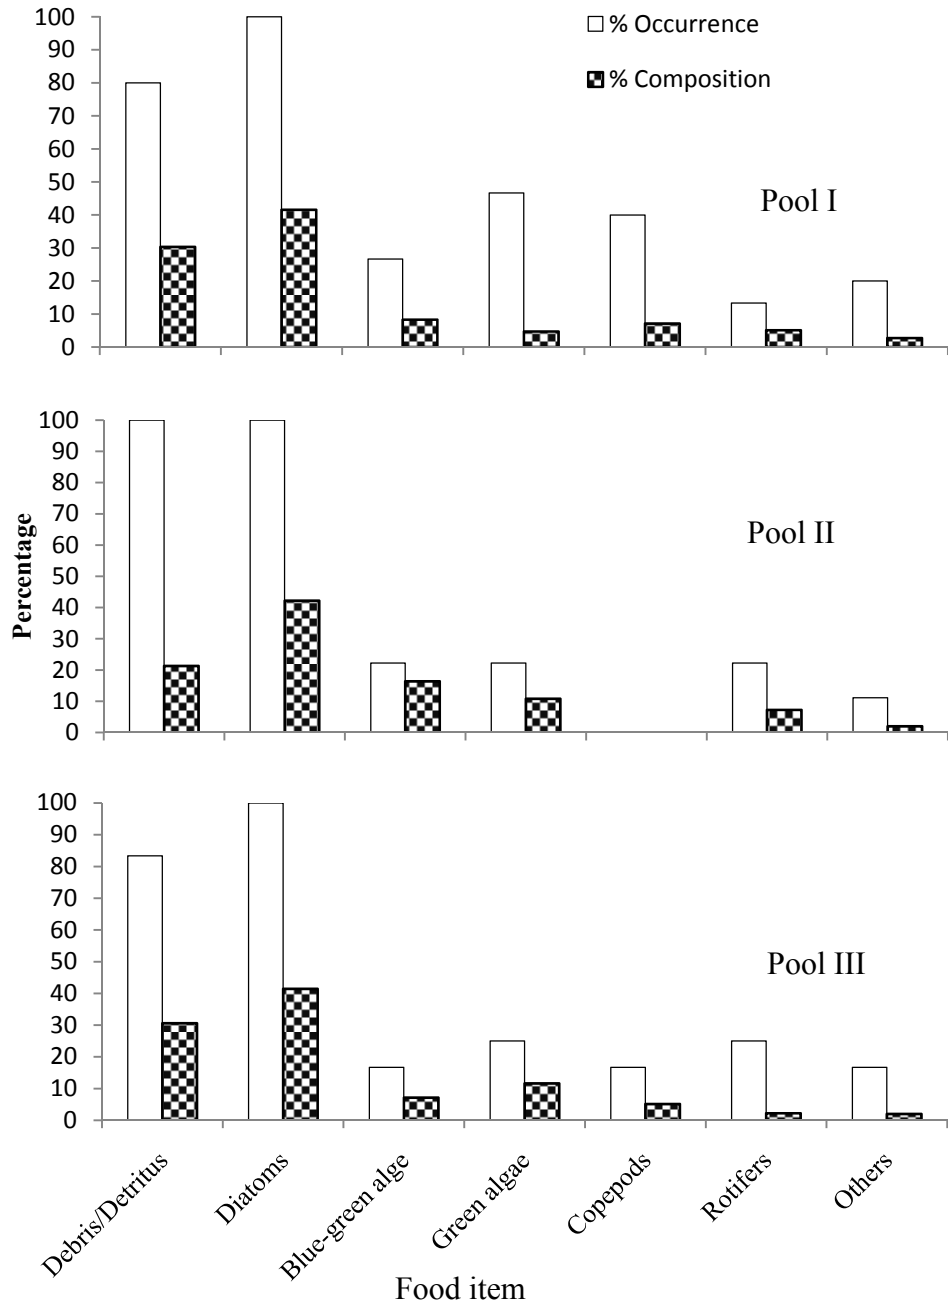 % Occurrence
% Composition
Pool I
100
90
80
70
60
50
40
30
20
10
0
Pool II
100
90
80
70
60
50
40
30
20
10
0
Percentage
Pool III
100
90
80
70
60
50
40
30
20
10
0
Debris/Detritus
Diatoms
Blue-green alge
Green algae
Copepods
Rotifers
Others
Food item